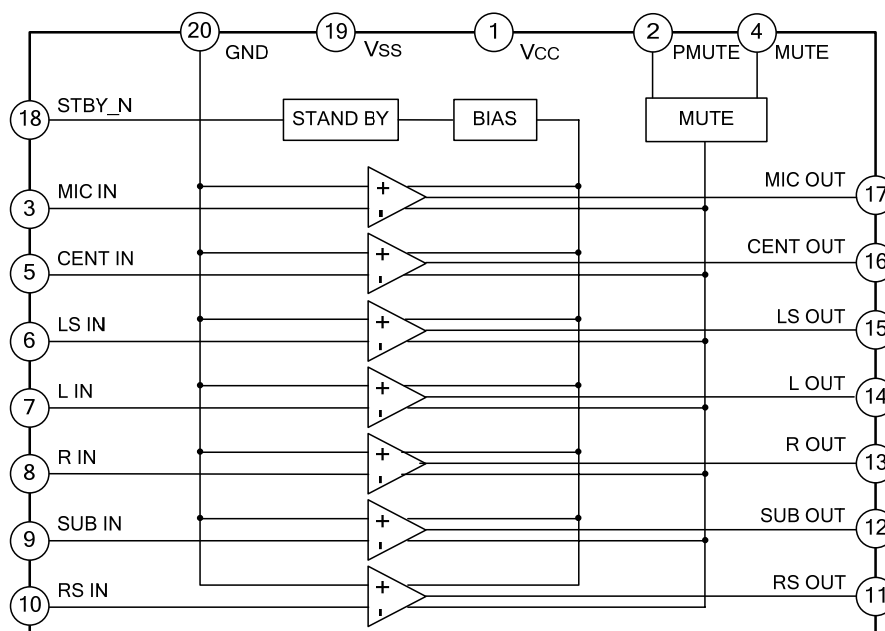 20 19 1 2 4
GND VSS VCC PMUTE MUTE
18 STBY_N STAND BY BIAS MUTE
3 MIC IN + - MIC OUT 17
5 CENT IN + - CENT OUT 16
6 LS IN + - LS OUT 15
7 L IN + - L OUT 14
8 R IN + - R OUT 13
9 SUB IN + - SUB OUT 12
10 RS IN + - RS OUT 11